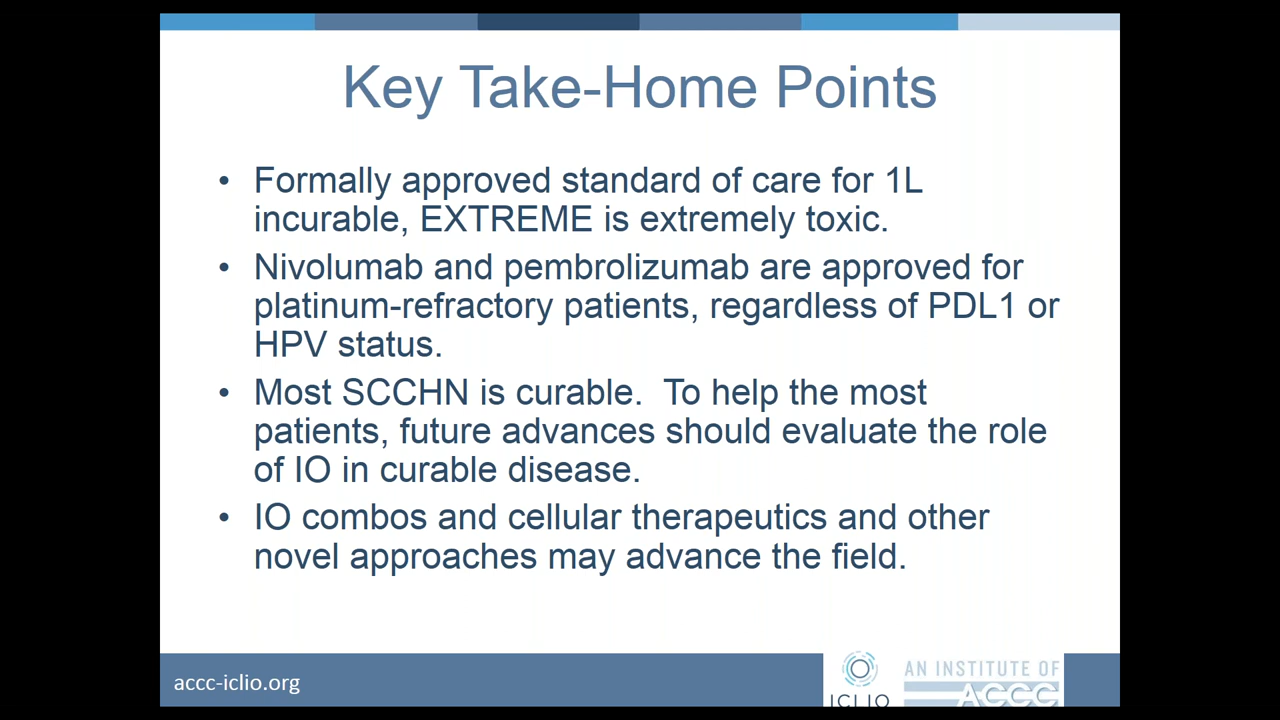 Key Take-Home Points
• Formally approved standard of care for 1L
incurable, EXTREME is extremely toxic.
• Nivolumab and pembrolizumab are approved for
platinum-refractory patients, regardless of PDL1 or
HPV status.
• Most SCCHN is curable.  To help the most
patients, future advances should evaluate the role
of IO in curable disease.
• IO combos and cellular therapeutics and other
novel approaches may advance the field.
accc-iclio.org
ICLIO
AN INSTITUTE OF
ACCC